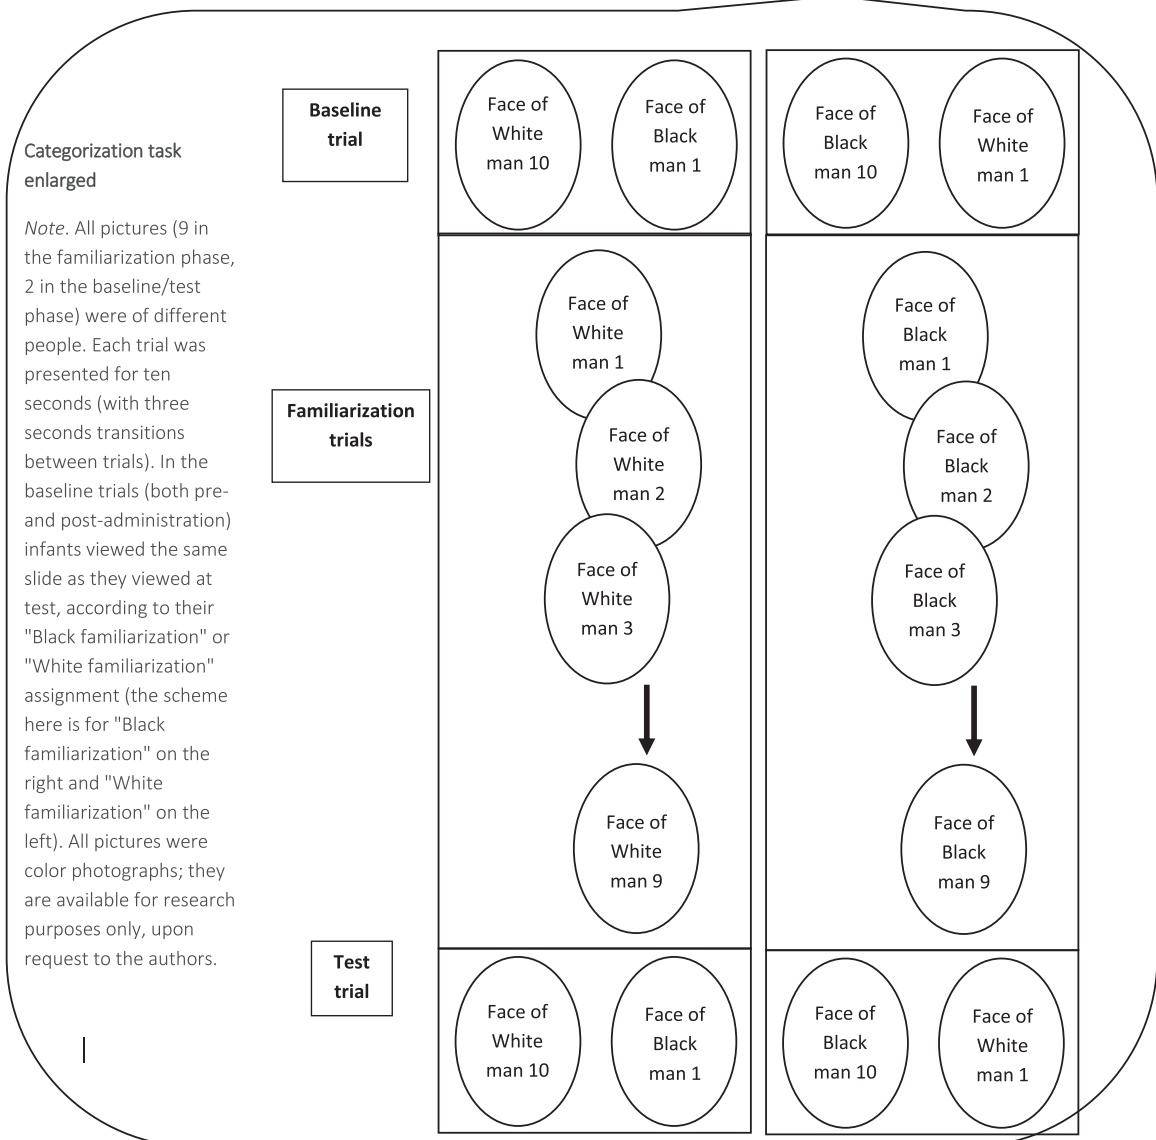 Categorization task
enlarged
Note. All pictures (9 in
the familiarization phase,
2 in the baseline/test
phase) were of different
people. Each trial was
presented for ten
seconds (with three
seconds transitions
between trials). In the
baseline trials (both pre-
and post-administration)
infants viewed the same
slide as they viewed at
test, according to their
"Black familiarization" or
"White familiarization"
assignment (the scheme
here is for "Black
familiarization" on the
right and "White
familiarization" on the
left). All pictures were
color photographs; they
are available for research
purposes only, upon
request to the authors.
Baseline
trial
Face of
White
man 10
Face of
Black
man 1
Face of
Black
man 10
Face of
White
man 1
Familiarization
trials
Face of
White
man 1
Face of
White
man 2
Face of
White
man 3
Face of
White
man 9
Face of
Black
man 1
Face of
Black
man 2
Face of
Black
man 3
Face of
Black
man 9
Test
trial
Face of
White
man 10
Face of
Black
man 1
Face of
Black
man 10
Face of
White
man 1